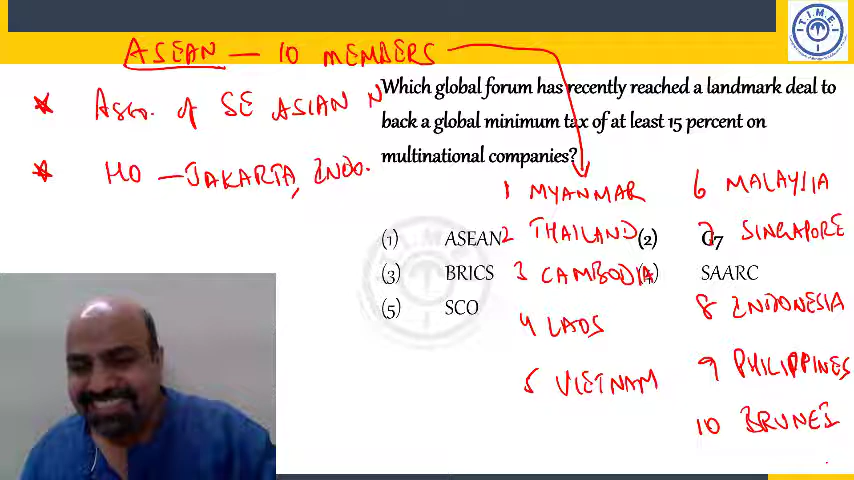 ASEAN — 10 MEMBERS
* Asso. of SE ASIAN N
* HQ — JAKARTA, INDO.
Which global forum has recently reached a landmark deal to
back a global minimum tax of at least 15 percent on
multinational companies?
(1) ASEAN (2) G7
(3) BRICS (4) SAARC
(5) SCO
1 MYANMAR
2 THAILAND
3 CAMBODIA
4 LAOS
5 VIETNAM
6 MALAYSIA
7 SINGAPORE
8 INDONESIA
9 PHILIPPINES
10 BRUNEI
I.T.I.M.E.I